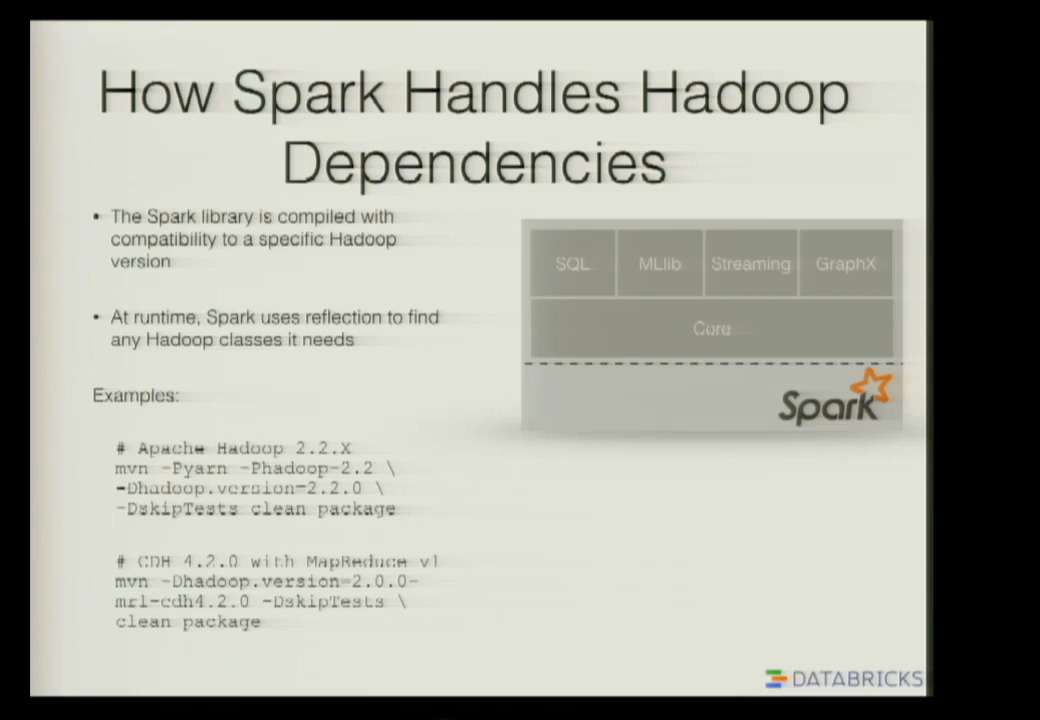 How Spark Handles Hadoop
Dependencies
• The Spark library is compiled with
compatibility to a specific Hadoop
version
• At runtime, Spark uses reflection to find
any Hadoop classes it needs
Examples:
# Apache Hadoop 2.2.X
mvn -Pyarn -Phadoop-2.2 \
-Dhadoop.version=2.2.0 \
-DskipTests clean package
# CDH 4.2.0 with MapReduce v1
mvn -Dhadoop.version=2.0.0-
mr1-cdh4.2.0 -DskipTests \
clean package
SQL MLlib Streaming GraphX
Core
Spark
DATABRICKS